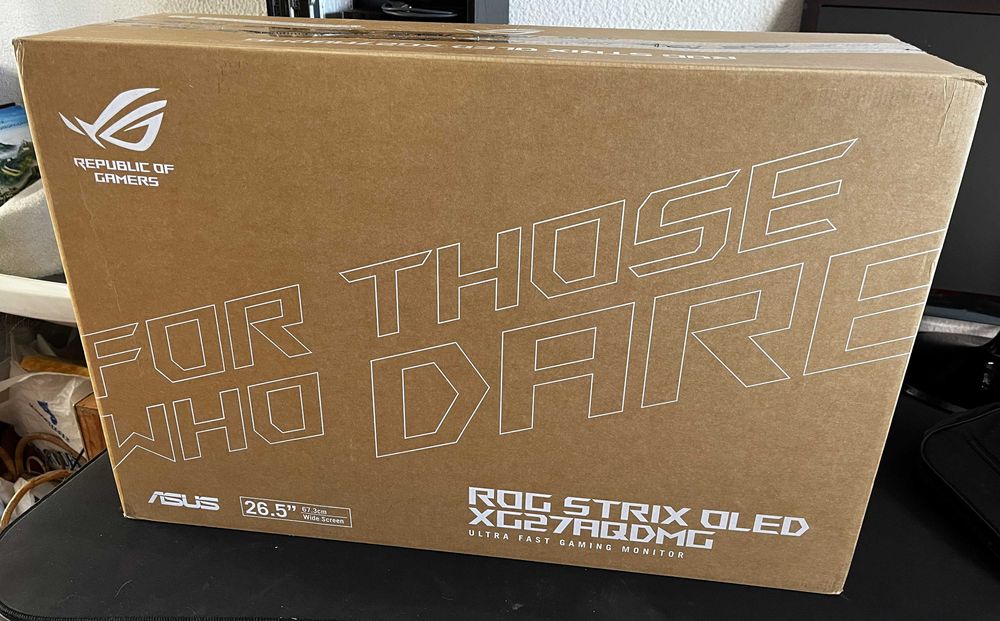 REPUBLIC OF
GAMERS
FOR THOSE
WHO DARE
ASUS
26.5"
67.3cm
Wide Screen
ROG STRIX OLED
XG27AQDMG
ULTRA FAST GAMING MONITOR